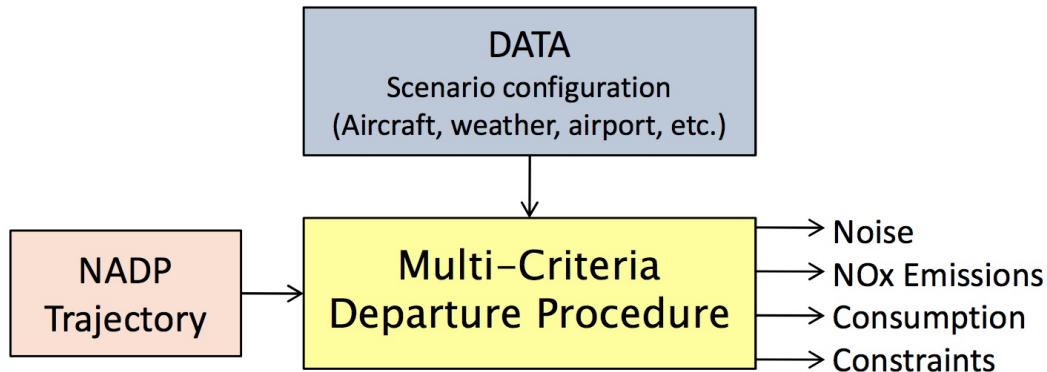 DATA
Scenario configuration
(Aircraft, weather, airport, etc.)
NADP
Trajectory
Multi-Criteria
Departure Procedure
Noise
NOx Emissions
Consumption
Constraints